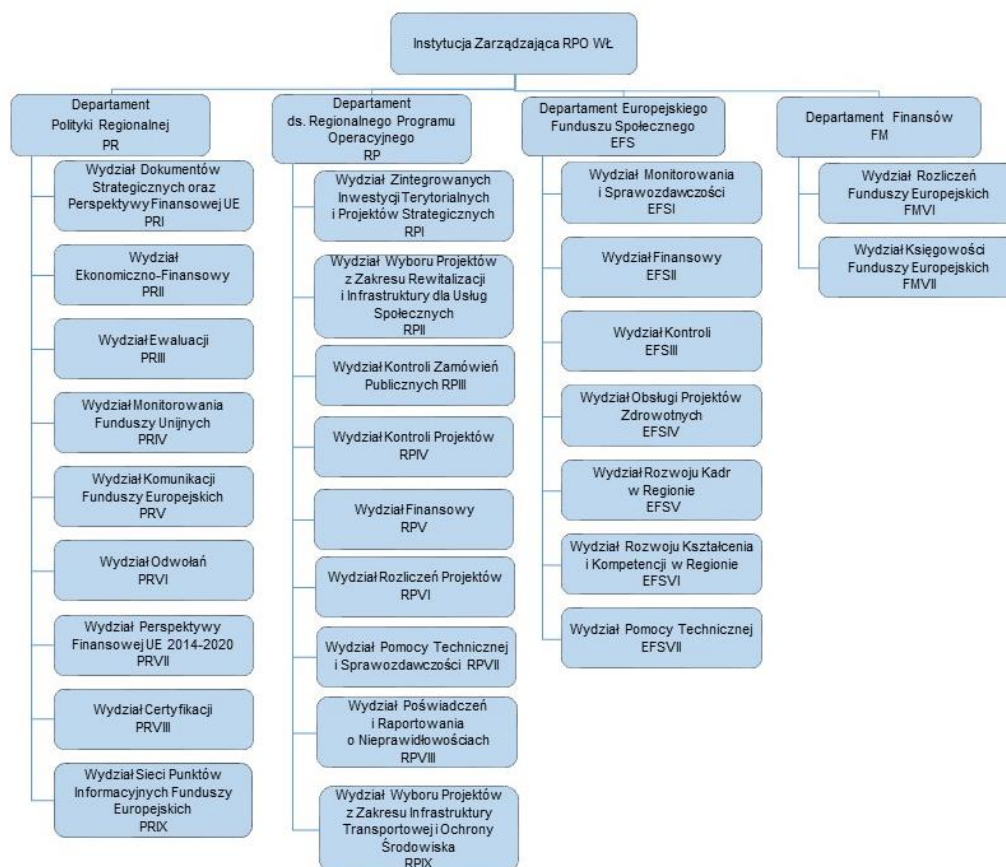 Instytucja Zarządzająca RPO WŁ
Departament
Polityki Regionalnej
PR
Wydział Dokumentów
Strategicznych oraz
Perspektywy Finansowej UE
PRI
Wydział
Ekonomiczno-Finansowy
PRII
Wydział Ewaluacji
PRIII
Wydział Monitorowania
Funduszy Unijnych
PRIV
Wydział Komunikacji
Funduszy Europejskich
PRV
Wydział Odwołań
PRVI
Wydział Perspektywy
Finansowej UE 2014-2020
PRVII
Wydział Certyfikacji
PRVIII
Wydział Sieci Punktów
Informacyjnych Funduszy
Europejskich
PRIX
Departament
ds. Regionalnego Programu
Operacyjnego
RP
Wydział Zintegrowanych
Inwestycji Terytorialnych
i Projektów Strategicznych
RPI
Wydział Wyboru Projektów
z Zakresu Rewitalizacji
i Infrastruktury dla Usług
Społecznych
RPII
Wydział Kontroli Zamówień
Publicznych RPIII
Wydział Kontroli Projektów
RPIV
Wydział Finansowy
RPV
Wydział Rozliczeń Projektów
RPVI
Wydział Pomocy Technicznej
i Sprawozdawczości RPVII
Wydział Poświadczeń
i Raportowania
o Nieprawidłowościach
RPVIII
Wydział Wyboru Projektów
z Zakresu Infrastruktury
Transportowej i Ochrony
Środowiska
RPIX
Departament Europejskiego
Funduszu Społecznego
EFS
Wydział Monitorowania
i Sprawozdawczości
EFSI
Wydział Finansowy
EFSII
Wydział Kontroli
EFSIII
Wydział Obsługi Projektów
Zdrowotnych
EFSIV
Wydział Rozwoju Kadr
w Regionie
EFSV
Wydział Rozwoju Kształcenia
i Kompetencji w Regionie
EFSVI
Wydział Pomocy Technicznej
EFSVII
Departament Finansów
FM
Wydział Rozliczeń
Funduszy Europejskich
FMVI
Wydział Księgowości
Funduszy Europejskich
FMVII